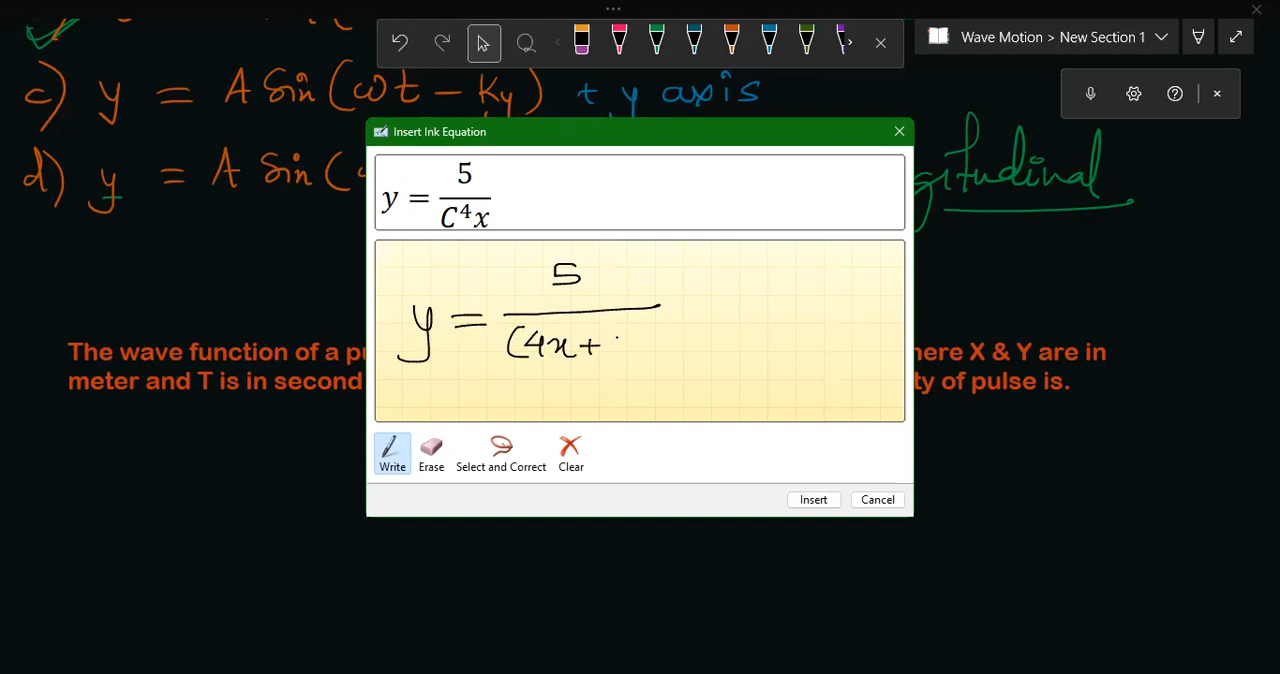 Wave Motion > New Section 1
c) y = A Sin(ωt − Ky) + y axis
Insert Ink Equation
d) y = A Sin(
gitudinal
y = 5/C⁴x
y = 5/(4x+
The wave function of a pu
here X & Y are in
meter and T is in second
ty of pulse is.
Write
Erase
Select and Correct
Clear
Insert
Cancel